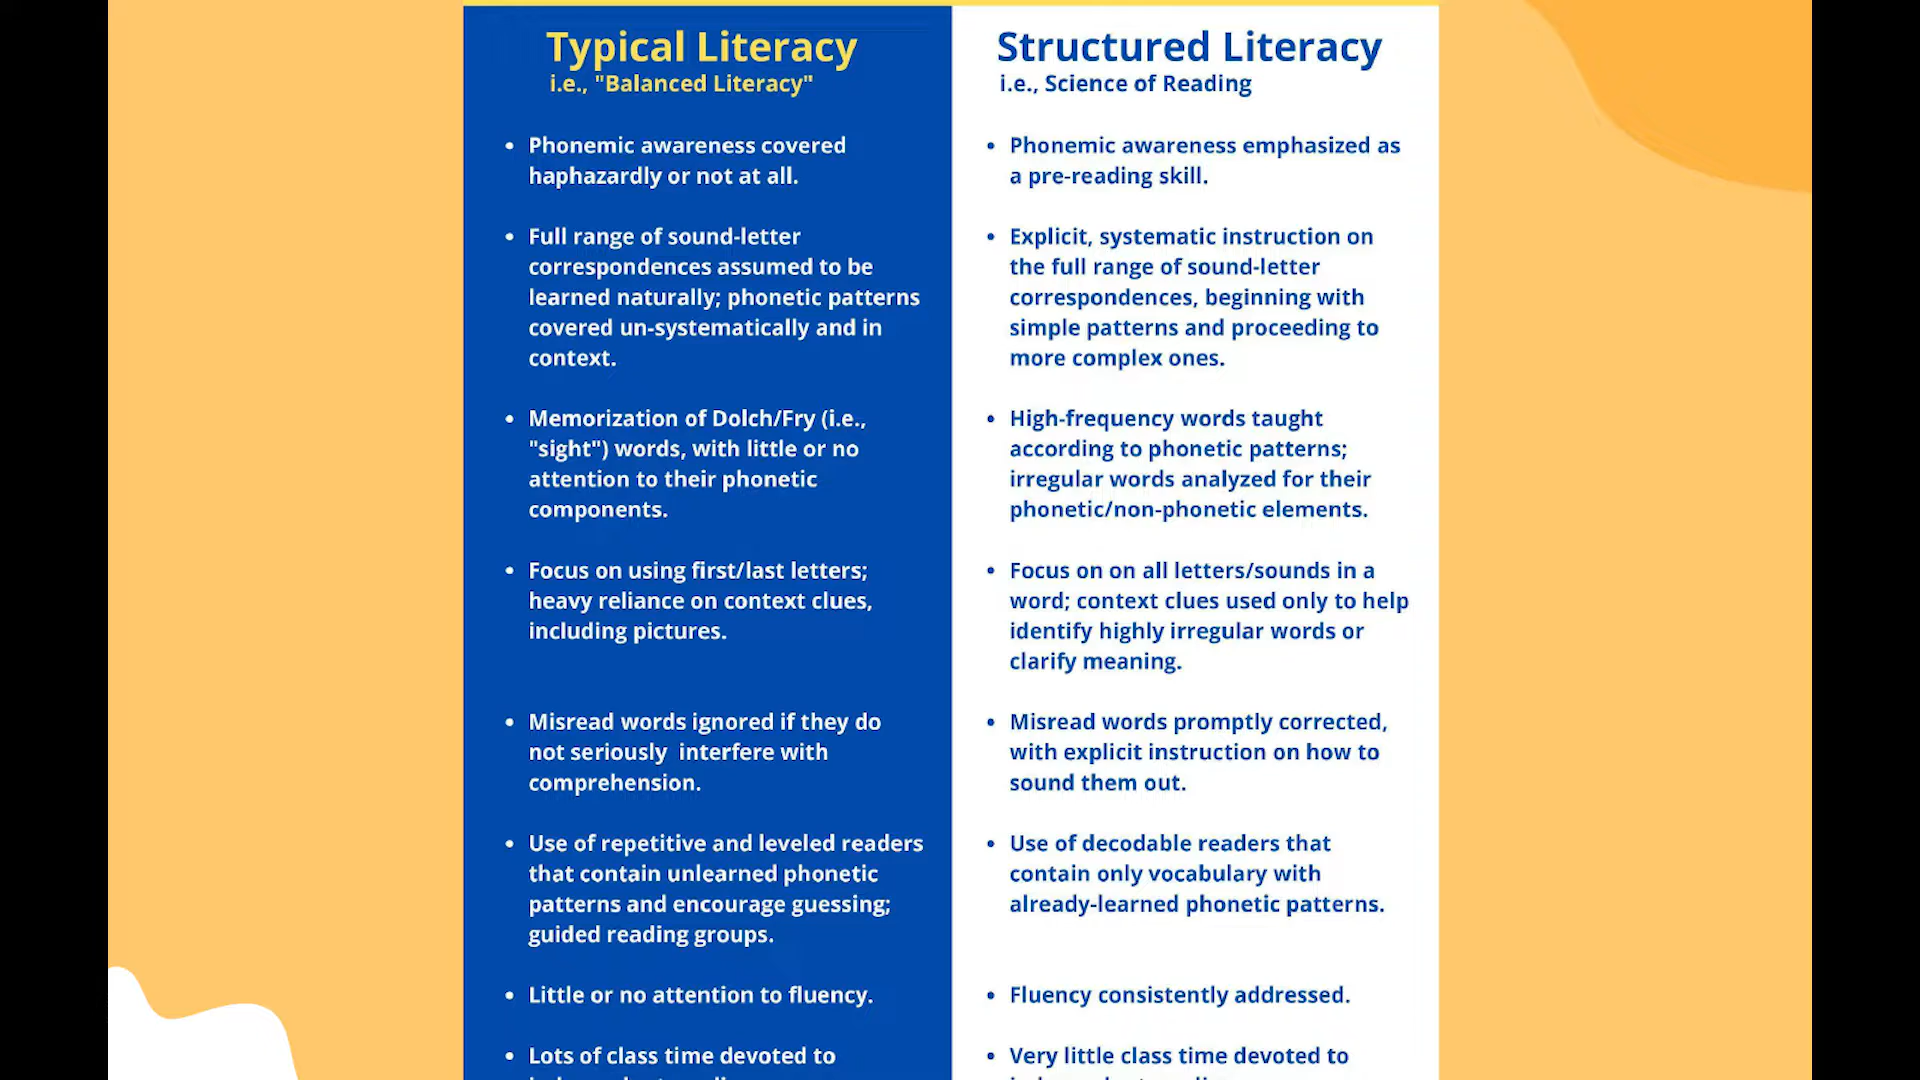 Typical Literacy
i.e., "Balanced Literacy"
• Phonemic awareness covered
haphazardly or not at all.
• Full range of sound-letter
correspondences assumed to be
learned naturally; phonetic patterns
covered un-systematically and in
context.
• Memorization of Dolch/Fry (i.e.,
"sight") words, with little or no
attention to their phonetic
components.
• Focus on using first/last letters;
heavy reliance on context clues,
including pictures.
• Misread words ignored if they do
not seriously interfere with
comprehension.
• Use of repetitive and leveled readers
that contain unlearned phonetic
patterns and encourage guessing;
guided reading groups.
• Little or no attention to fluency.
• Lots of class time devoted to
Structured Literacy
i.e., Science of Reading
• Phonemic awareness emphasized as
a pre-reading skill.
• Explicit, systematic instruction on
the full range of sound-letter
correspondences, beginning with
simple patterns and proceeding to
more complex ones.
• High-frequency words taught
according to phonetic patterns;
irregular words analyzed for their
phonetic/non-phonetic elements.
• Focus on on all letters/sounds in a
word; context clues used only to help
identify highly irregular words or
clarify meaning.
• Misread words promptly corrected,
with explicit instruction on how to
sound them out.
• Use of decodable readers that
contain only vocabulary with
already-learned phonetic patterns.
• Fluency consistently addressed.
• Very little class time devoted to